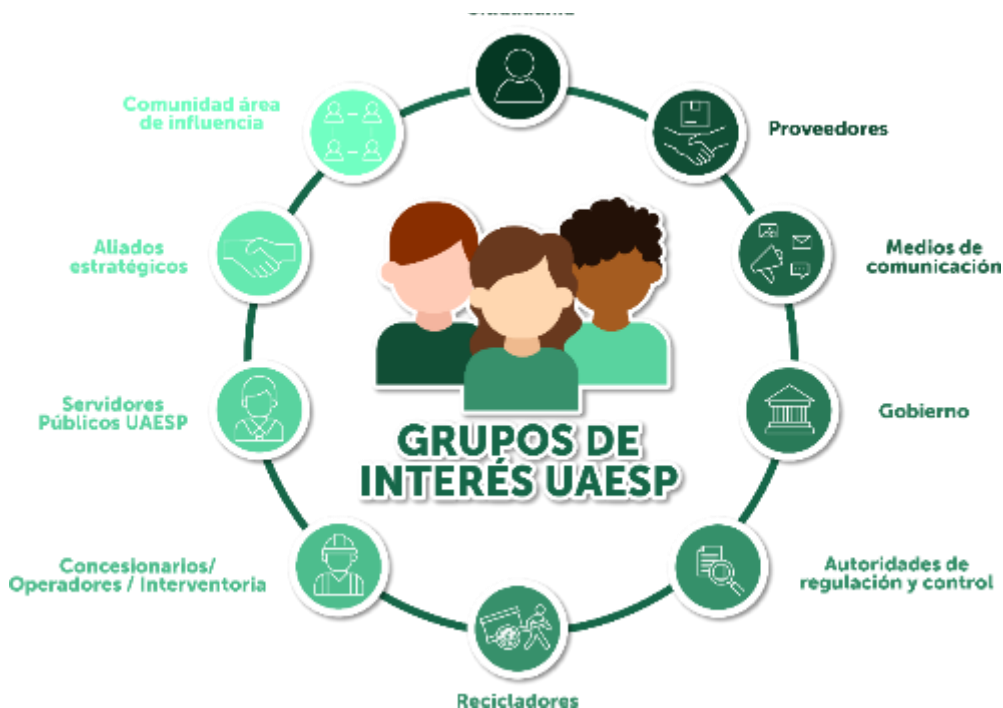 Proveedores
Medios de
comunicación
Gobierno
Autoridades de
regulación y control
Recicladores
Concesionarios/
Operadores / Interventoria
Servidores
Públicos UAESP
Aliados
estratégicos
Comunidad área
de influencia
GRUPOS DE
INTERÉS UAESP